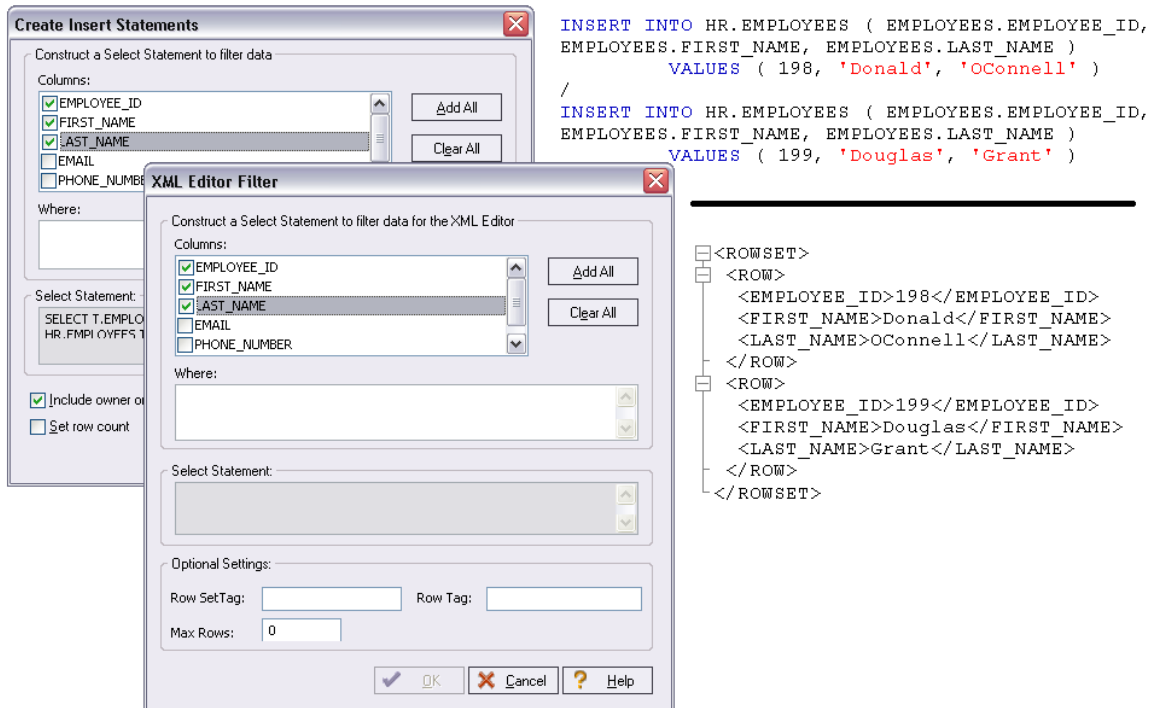 Create Insert Statements
Construct a Select Statement to filter data
Columns:
EMPLOYEE_ID
FIRST_NAME
LAST_NAME
EMAIL
PHONE_NUMBE
Add All
Clear All
Where:
Select Statement:
SELECT T.EMPLO
HR.EMPLOYEES T
Include owner o
Set row count
XML Editor Filter
Construct a Select Statement to filter data for the XML Editor
Columns:
EMPLOYEE_ID
FIRST_NAME
LAST_NAME
EMAIL
PHONE_NUMBER
Add All
Clear All
Where:
Select Statement:
Optional Settings:
Row SetTag:
Row Tag:
Max Rows: 0
OK
Cancel
Help
INSERT INTO HR.EMPLOYEES ( EMPLOYEES.EMPLOYEE_ID,
EMPLOYEES.FIRST_NAME, EMPLOYEES.LAST_NAME )
VALUES ( 198, 'Donald', 'OConnell' )
/
INSERT INTO HR.EMPLOYEES ( EMPLOYEES.EMPLOYEE_ID,
EMPLOYEES.FIRST_NAME, EMPLOYEES.LAST_NAME )
VALUES ( 199, 'Douglas', 'Grant' )
<ROWSET>
<ROW>
<EMPLOYEE_ID>198</EMPLOYEE_ID>
<FIRST_NAME>Donald</FIRST_NAME>
<LAST_NAME>OConnell</LAST_NAME>
</ROW>
<ROW>
<EMPLOYEE_ID>199</EMPLOYEE_ID>
<FIRST_NAME>Douglas</FIRST_NAME>
<LAST_NAME>Grant</LAST_NAME>
</ROW>
</ROWSET>